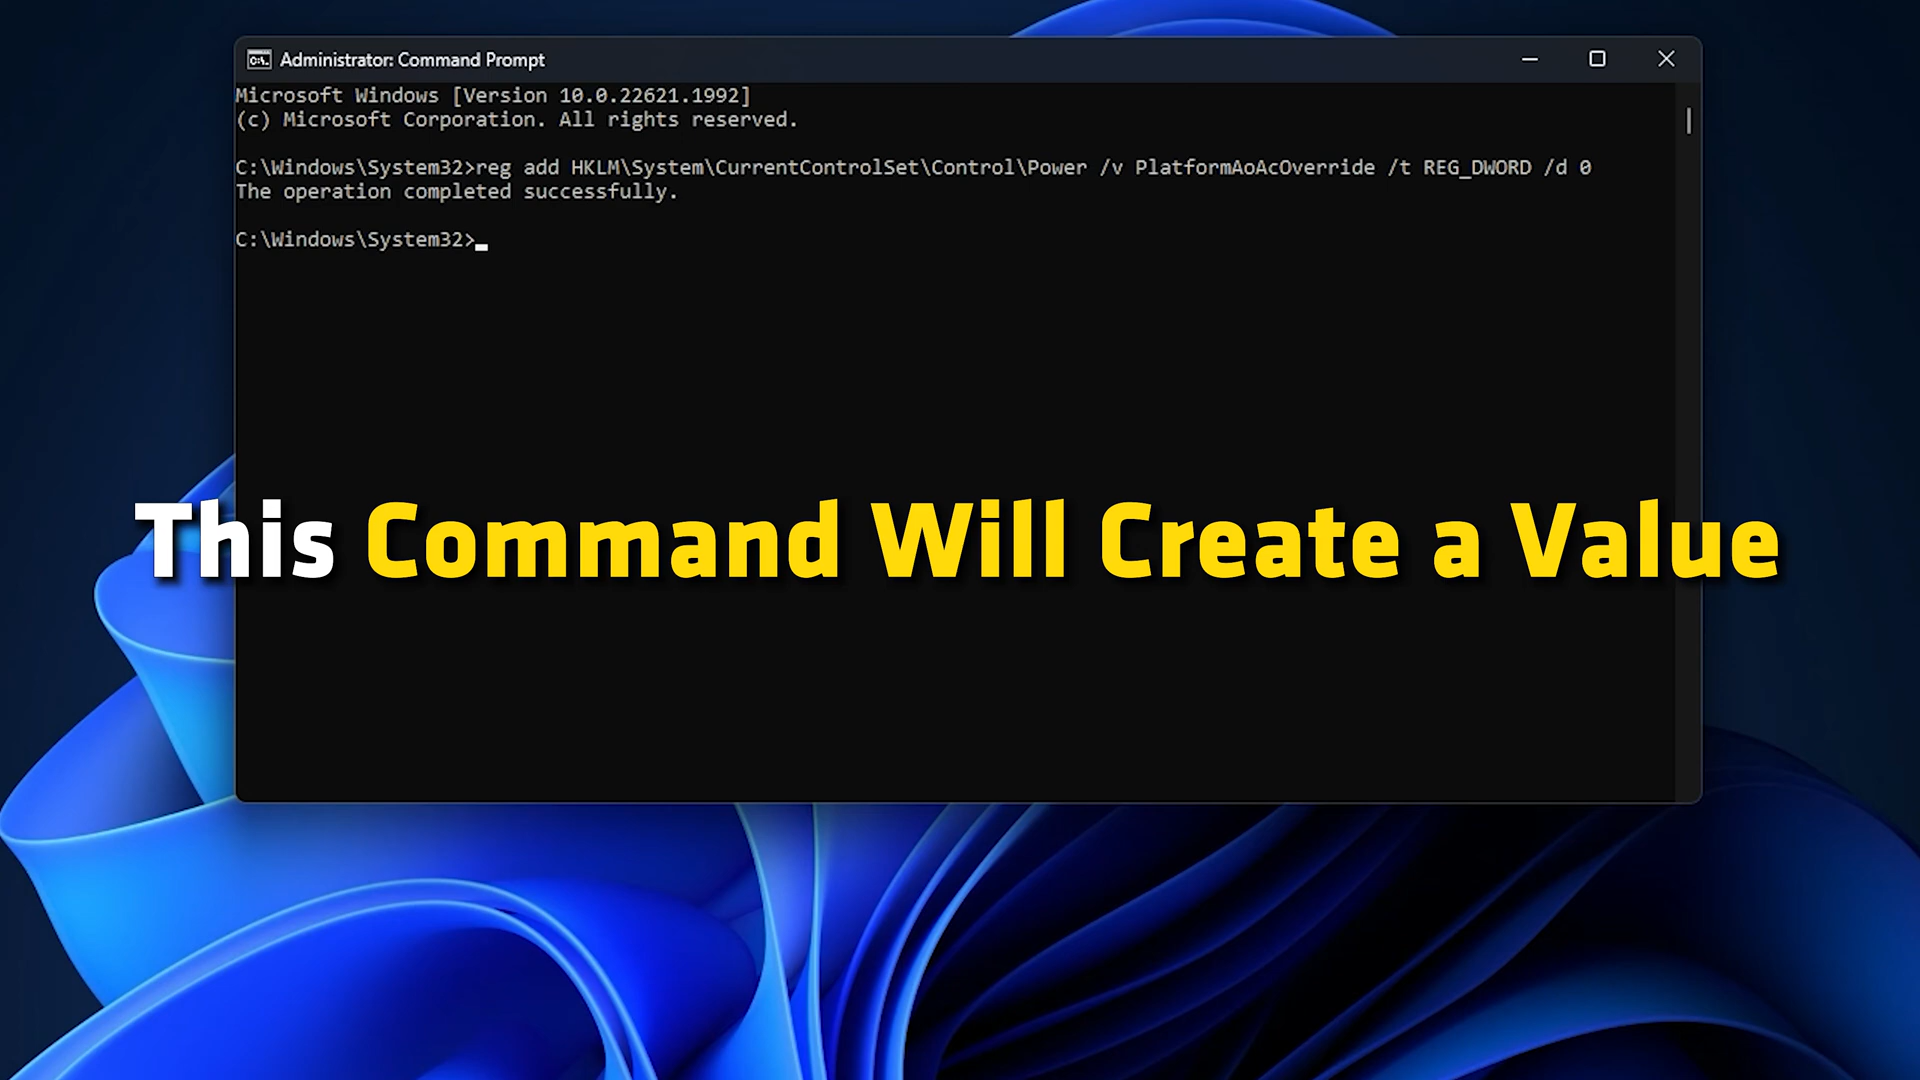 Administrator: Command Prompt
Microsoft Windows [Version 10.0.22621.1992]
(c) Microsoft Corporation. All rights reserved.
C:\Windows\System32>reg add HKLM\System\CurrentControlSet\Control\Power /v PlatformAoAcOverride /t REG_DWORD /d 0
The operation completed successfully.
C:\Windows\System32>
This Command Will Create a Value